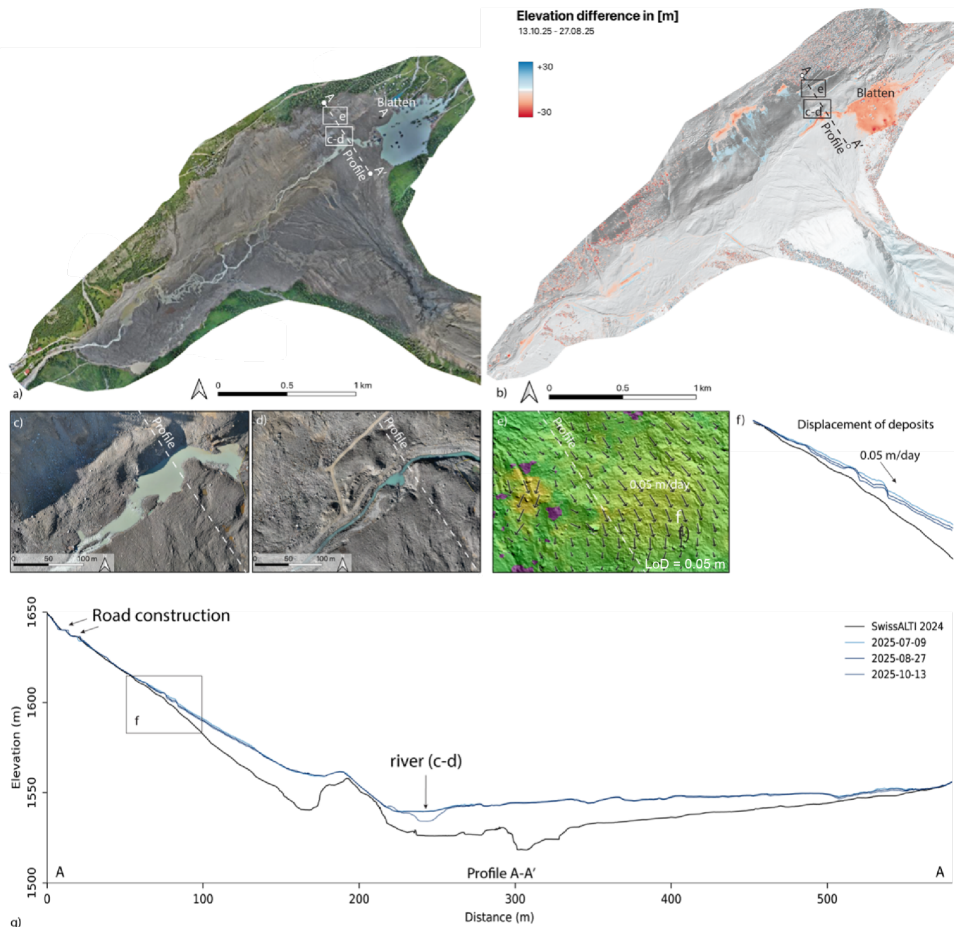 Elevation difference in [m]
13.10.25 - 27.08.25
+30
-30
A
e
c-d
Blatten
Profile
A'
0 0.5 1 km
a)
A
e
c-d
Blatten
Profile
A'
0 0.5 1 km
b)
c)
Profile
0 50 100 m
d)
Profile
0 50 100 m
e)
Profile
0.05 m/day
f
LoD = 0.05 m
f)
Displacement of deposits
0.05 m/day
Road construction
f
river (c-d)
SwissALTI 2024
2025-07-09
2025-08-27
2025-10-13
1650
1600
1550
1500
Elevation (m)
A
Profile A-A'
A
0 100 200 300 400 500
Distance (m)
g)